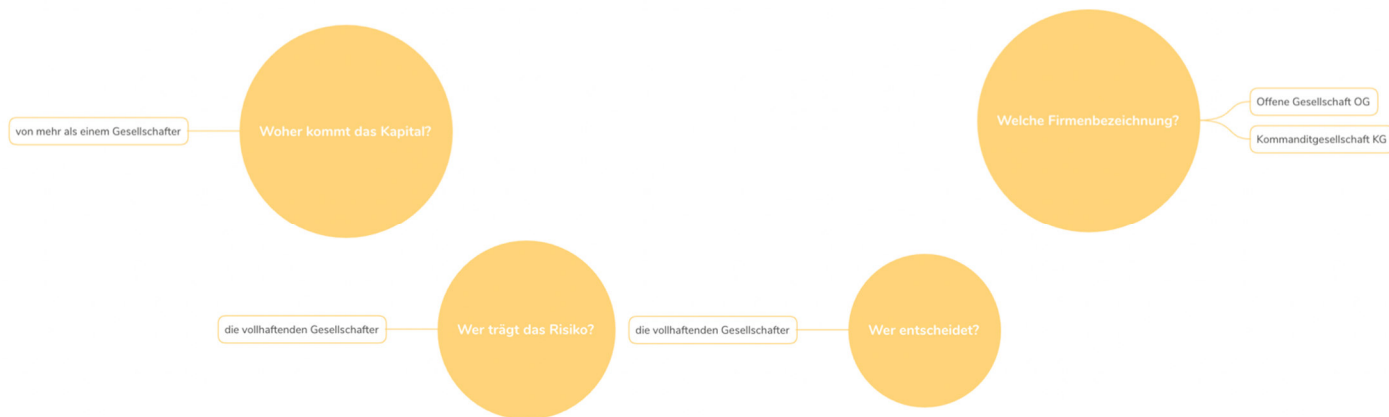 von mehr als einem Gesellschafter
Woher kommt das Kapital?
Welche Firmenbezeichnung?
Offene Gesellschaft OG
Kommanditgesellschaft KG
die vollhaftenden Gesellschafter
Wer trägt das Risiko?
die vollhaftenden Gesellschafter
Wer entscheidet?